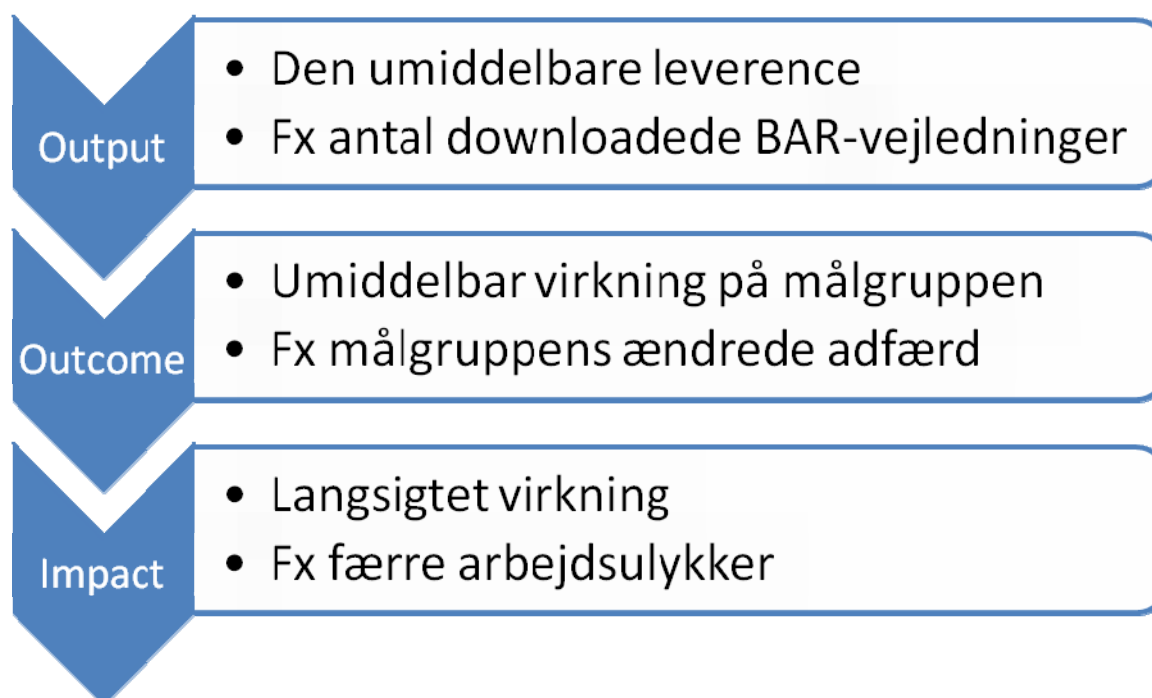 Output
• Den umiddelbare leverence
• Fx antal downloadede BAR-vejledninger
Outcome
• Umiddelbar virkning på målgruppen
• Fx målgruppens ændrede adfærd
Impact
• Langsigtet virkning
• Fx færre arbejdsulykker